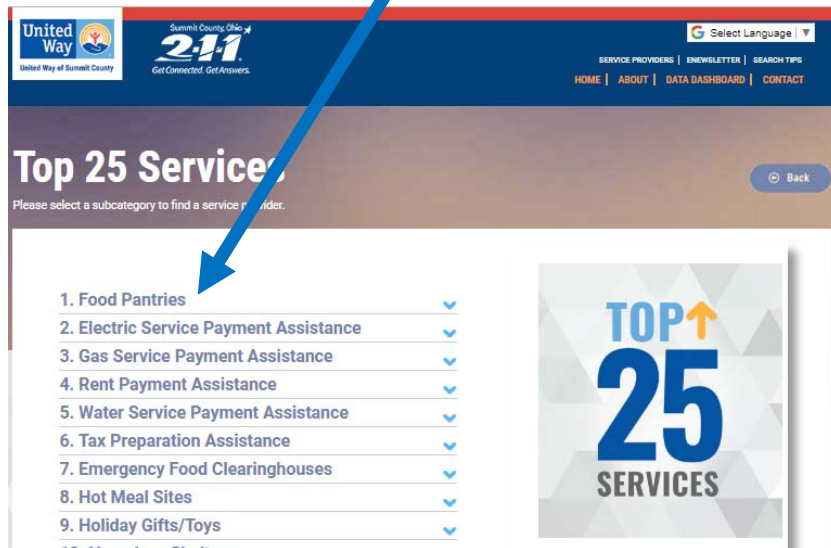 United
Way
United Way of Summit County
Summit County, Ohio
2-1-1
Get Connected. Get Answers.
G Select Language ▼
SERVICE PROVIDERS | ENEWSLETTER | SEARCH TIPS
HOME | ABOUT | DATA DASHBOARD | CONTACT
Top 25 Services
Back
Please select a subcategory to find a service
1. Food Pantries
2. Electric Service Payment Assistance
3. Gas Service Payment Assistance
4. Rent Payment Assistance
5. Water Service Payment Assistance
6. Tax Preparation Assistance
7. Emergency Food Clearinghouses
8. Hot Meal Sites
9. Holiday Gifts/Toys
TOP
25
SERVICES